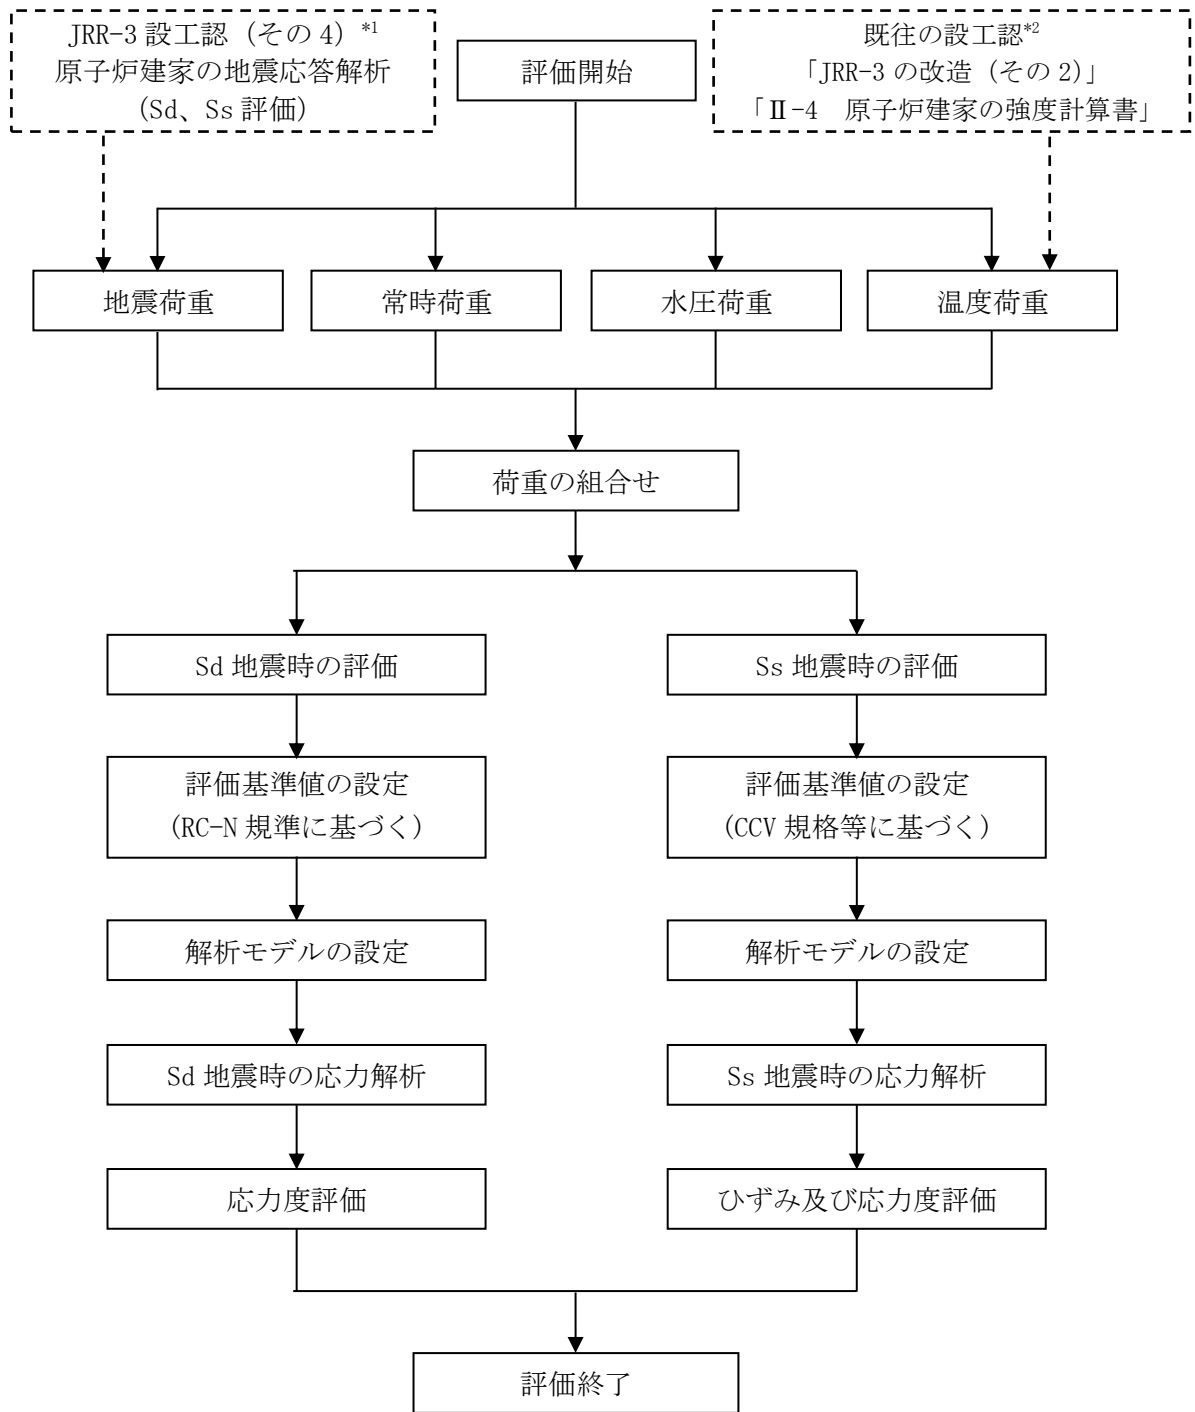 JRR-3 設工認（その 4）*1
原子炉建家の地震応答解析
(Sd、Ss 評価)
評価開始
既往の設工認*2
「JRR-3 の改造（その 2）」
「Ⅱ-4　原子炉建家の強度計算書」
地震荷重
常時荷重
水圧荷重
温度荷重
荷重の組合せ
Sd 地震時の評価
Ss 地震時の評価
評価基準値の設定
(RC-N 規準に基づく)
評価基準値の設定
(CCV 規格等に基づく)
解析モデルの設定
解析モデルの設定
Sd 地震時の応力解析
Ss 地震時の応力解析
応力度評価
ひずみ及び応力度評価
評価終了